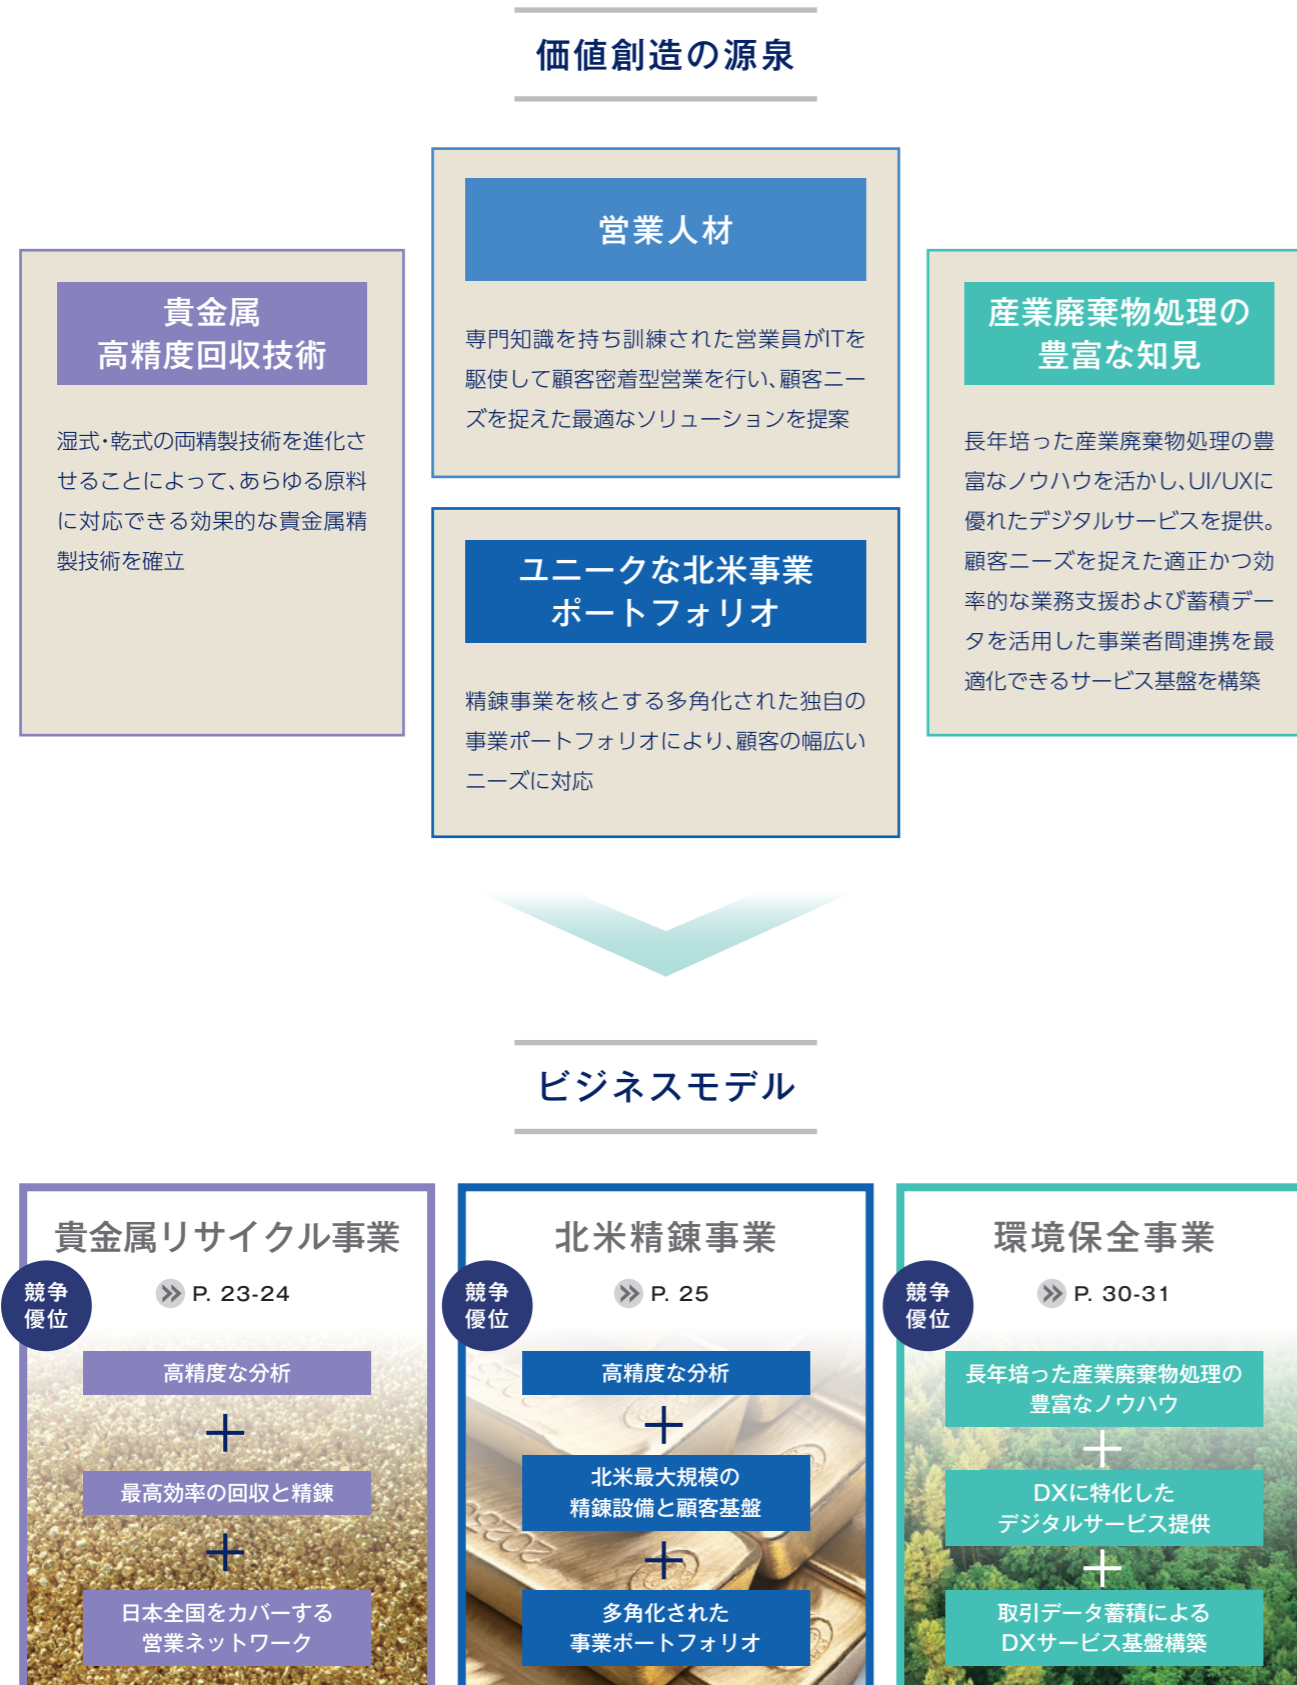 価値創造の源泉
営業人材
専門知識を持ち訓練された営業員がITを
駆使して顧客密着型営業を行い、顧客ニー
ズを捉えた最適なソリューションを提案
貴金属
高精度回収技術
湿式・乾式の両精製技術を進化さ
せることによって、あらゆる原料
に対応できる効果的な貴金属精
製技術を確立
ユニークな北米事業
ポートフォリオ
精錬事業を核とする多角化された独自の
事業ポートフォリオにより、顧客の幅広い
ニーズに対応
産業廃棄物処理の
豊富な知見
長年培った産業廃棄物処理の豊
富なノウハウを活かし、UI/UXに
優れたデジタルサービスを提供。
顧客ニーズを捉えた適正かつ効
率的な業務支援および蓄積デー
タを活用した事業者間連携を最
適化できるサービス基盤を構築
ビジネスモデル
貴金属リサイクル事業
P. 23-24
競争
優位
高精度な分析
+
最高効率の回収と精錬
+
日本全国をカバーする
営業ネットワーク
北米精錬事業
P. 25
競争
優位
高精度な分析
+
北米最大規模の
精錬設備と顧客基盤
+
多角化された
事業ポートフォリオ
環境保全事業
P. 30-31
競争
優位
長年培った産業廃棄物処理の
豊富なノウハウ
+
DXに特化した
デジタルサービス提供
+
取引データ蓄積による
DXサービス基盤構築